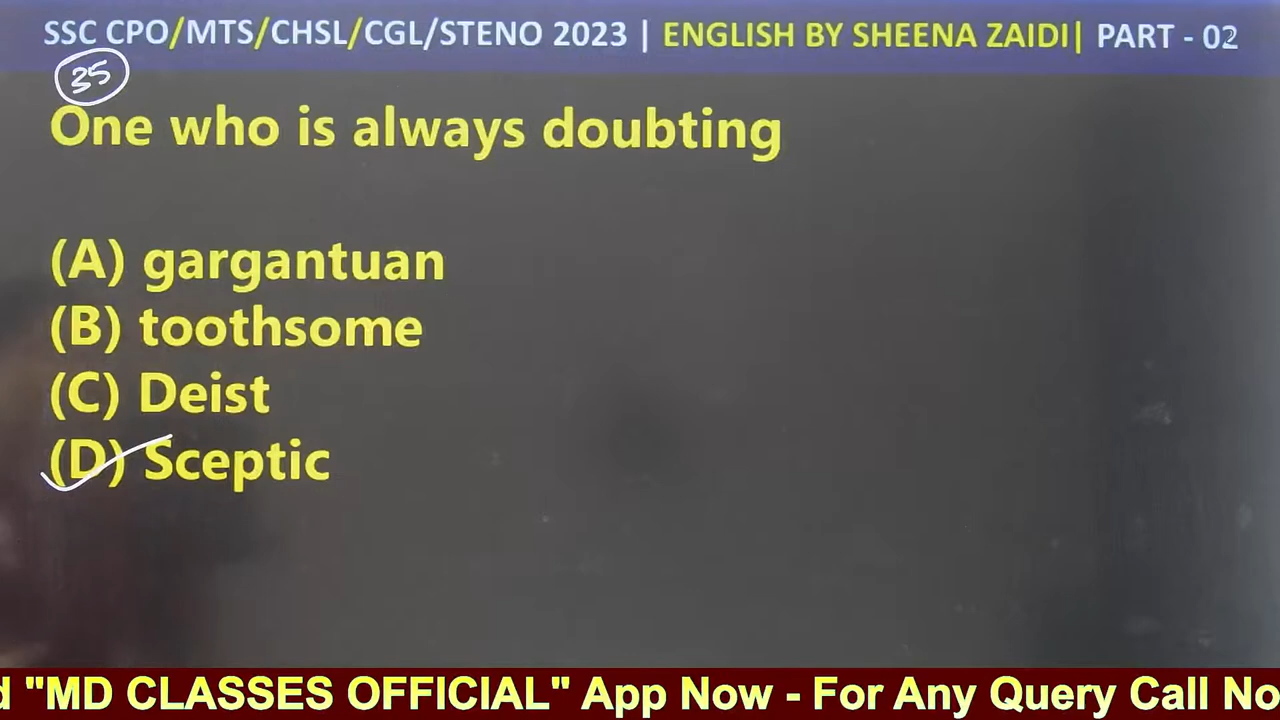 SSC CPO/MTS/CHSL/CGL/STENO 2023 | ENGLISH BY SHEENA ZAIDI| PART - 02
35
One who is always doubting
(A) gargantuan
(B) toothsome
(C) Deist
(D) Sceptic
d "MD CLASSES OFFICIAL" App Now - For Any Query Call No